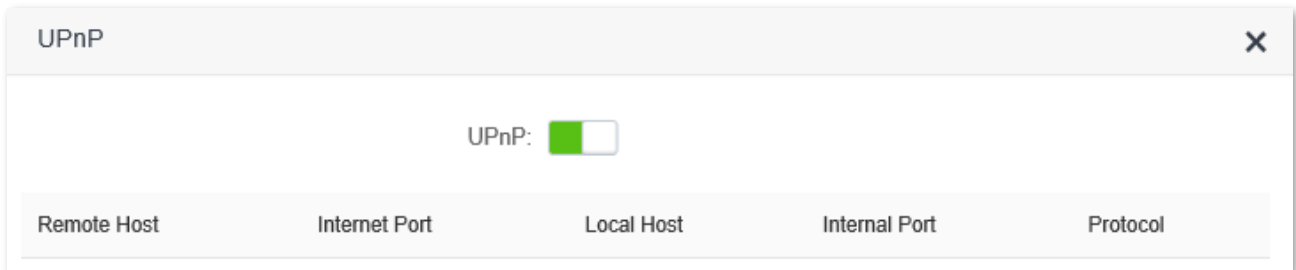 UPnP
UPnP:
Remote Host Internet Port Local Host Internal Port Protocol